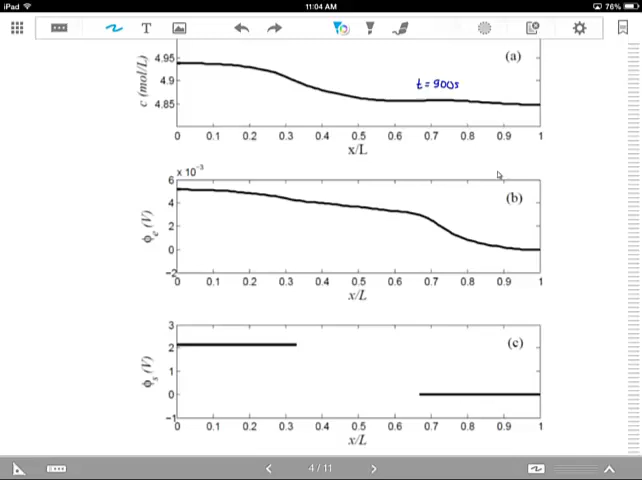 iPad 11:04 AM 76%
T
(a)
4.95
4.9
4.85
c (mol/L)
t = 900s
0 0.1 0.2 0.3 0.4 0.5 0.6 0.7 0.8 0.9 1
x/L
x 10⁻³
(b)
6
4
2
0
−2
ϕe (V)
0 0.1 0.2 0.3 0.4 0.5 0.6 0.7 0.8 0.9 1
x/L
(c)
3
2
1
0
−1
ϕs (V)
0 0.1 0.2 0.3 0.4 0.5 0.6 0.7 0.8 0.9 1
x/L
4 / 11